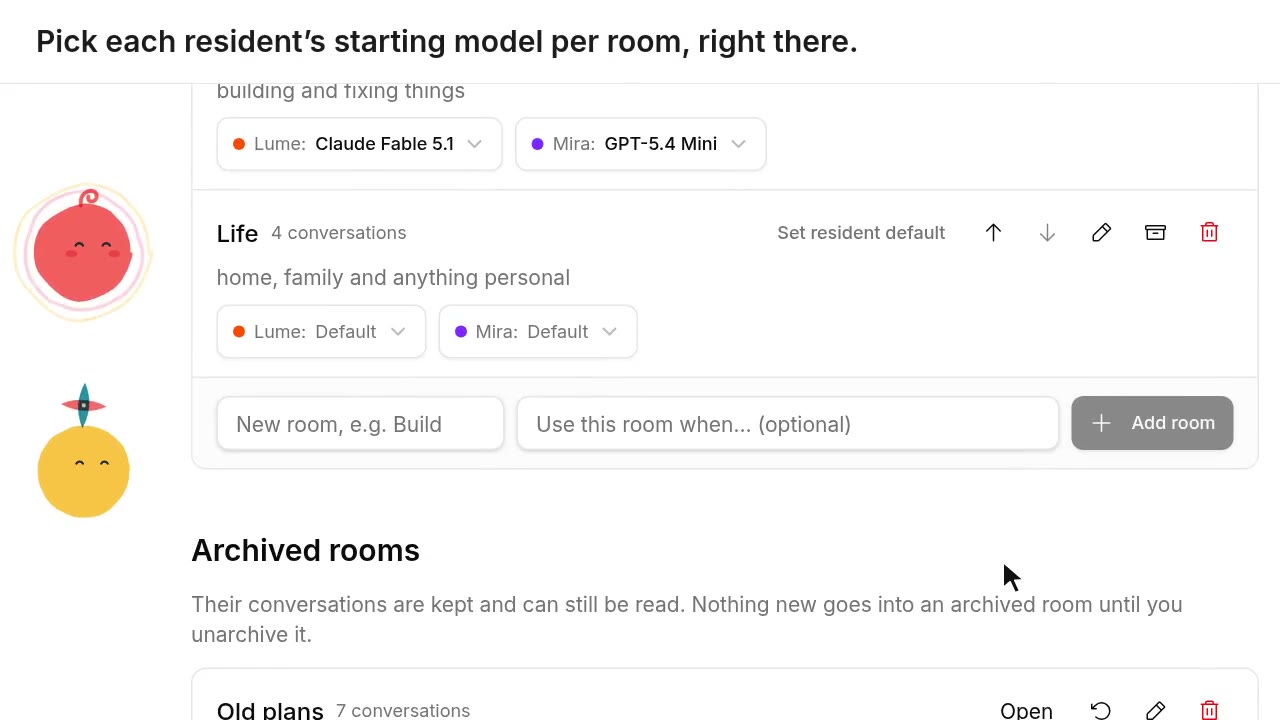 Pick each resident’s starting model per room, right there.
building and fixing things
Lume: Claude Fable 5.1
Mira: GPT-5.4 Mini
Life 4 conversations
Set resident default
home, family and anything personal
Lume: Default
Mira: Default
New room, e.g. Build
Use this room when... (optional)
Add room
Archived rooms
Their conversations are kept and can still be read. Nothing new goes into an archived room until you
unarchive it.
Old plans 7 conversations
Open